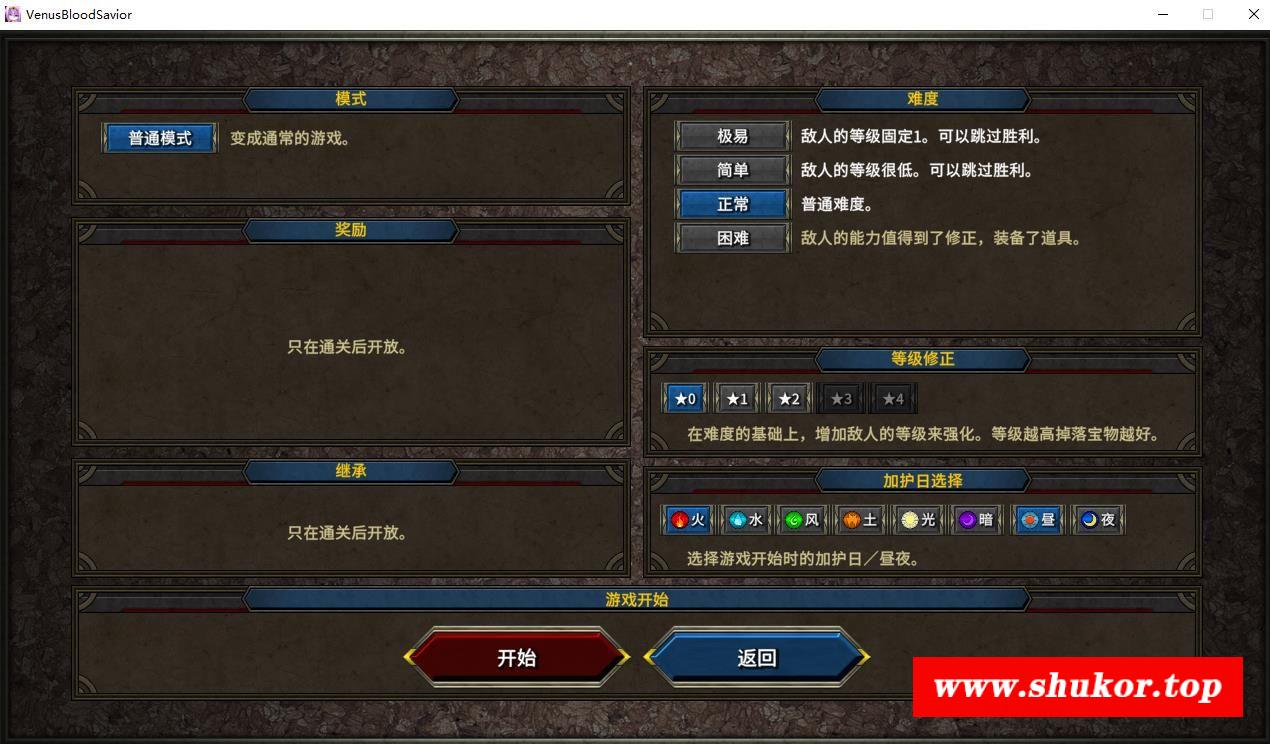 VenusBloodSavior
模式
普通模式 变成通常的游戏。
奖励
只在通关后开放。
继承
只在通关后开放。
难度
极易 敌人的等级固定1。可以跳过胜利。
简单 敌人的等级很低。可以跳过胜利。
正常 普通难度。
困难 敌人的能力值得到了修正，装备了道具。
等级修正
★0 ★1 ★2 ★3 ★4
在难度的基础上，增加敌人的等级来强化。等级越高掉落宝物越好。
加护日选择
火 水 风 土 光 暗 昼 夜
选择游戏开始时的加护日／昼夜。
游戏开始
开始 返回
www.shukor.top